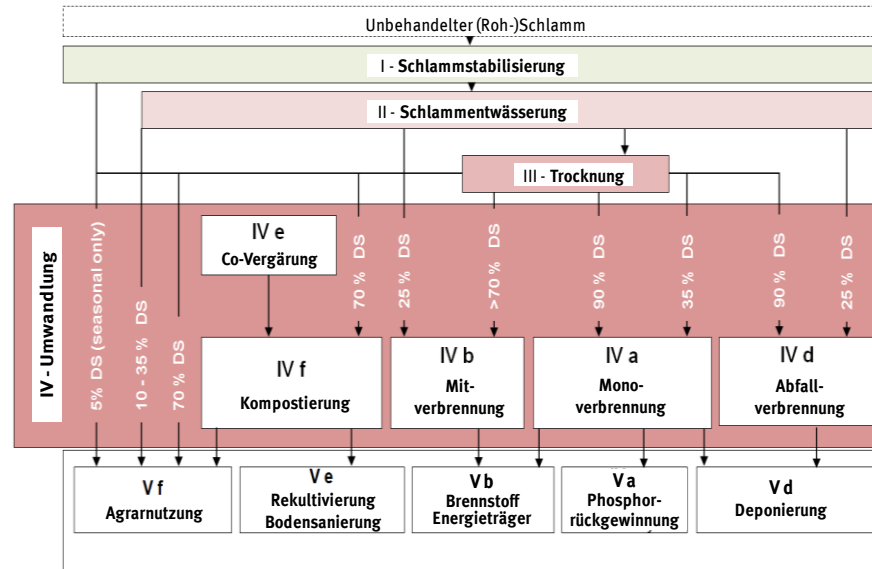 Unbehandelter (Roh-)Schlamm
I - Schlammstabilisierung
II - Schlammentwässerung
III - Trocknung
IV - Umwandlung
5% DS (seasonal only)
10 - 35 % DS
70 % DS
IV e
Co-Vergärung
70 % DS
25 % DS
>70 % DS
90 % DS
35 % DS
90 % DS
25 % DS
IV f
Kompostierung
IV b
Mit-
verbrennung
IV a
Mono-
verbrennung
IV d
Abfall-
verbrennung
V f
Agrarnutzung
V e
Rekultivierung
Bodensanierung
V b
Brennstoff
Energieträger
V a
Phosphor-
rückgewinnung
V d
Deponierung